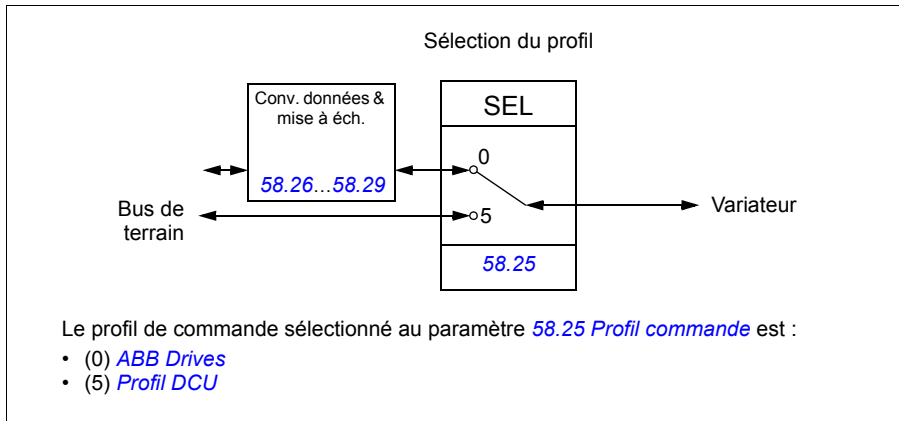 Sélection du profil
Conv. données &
mise à éch.
58.26...58.29
SEL
0
5
58.25
Bus de
terrain
Variateur
Le profil de commande sélectionné au paramètre 58.25 Profil commande est :
• (0) ABB Drives
• (5) Profil DCU